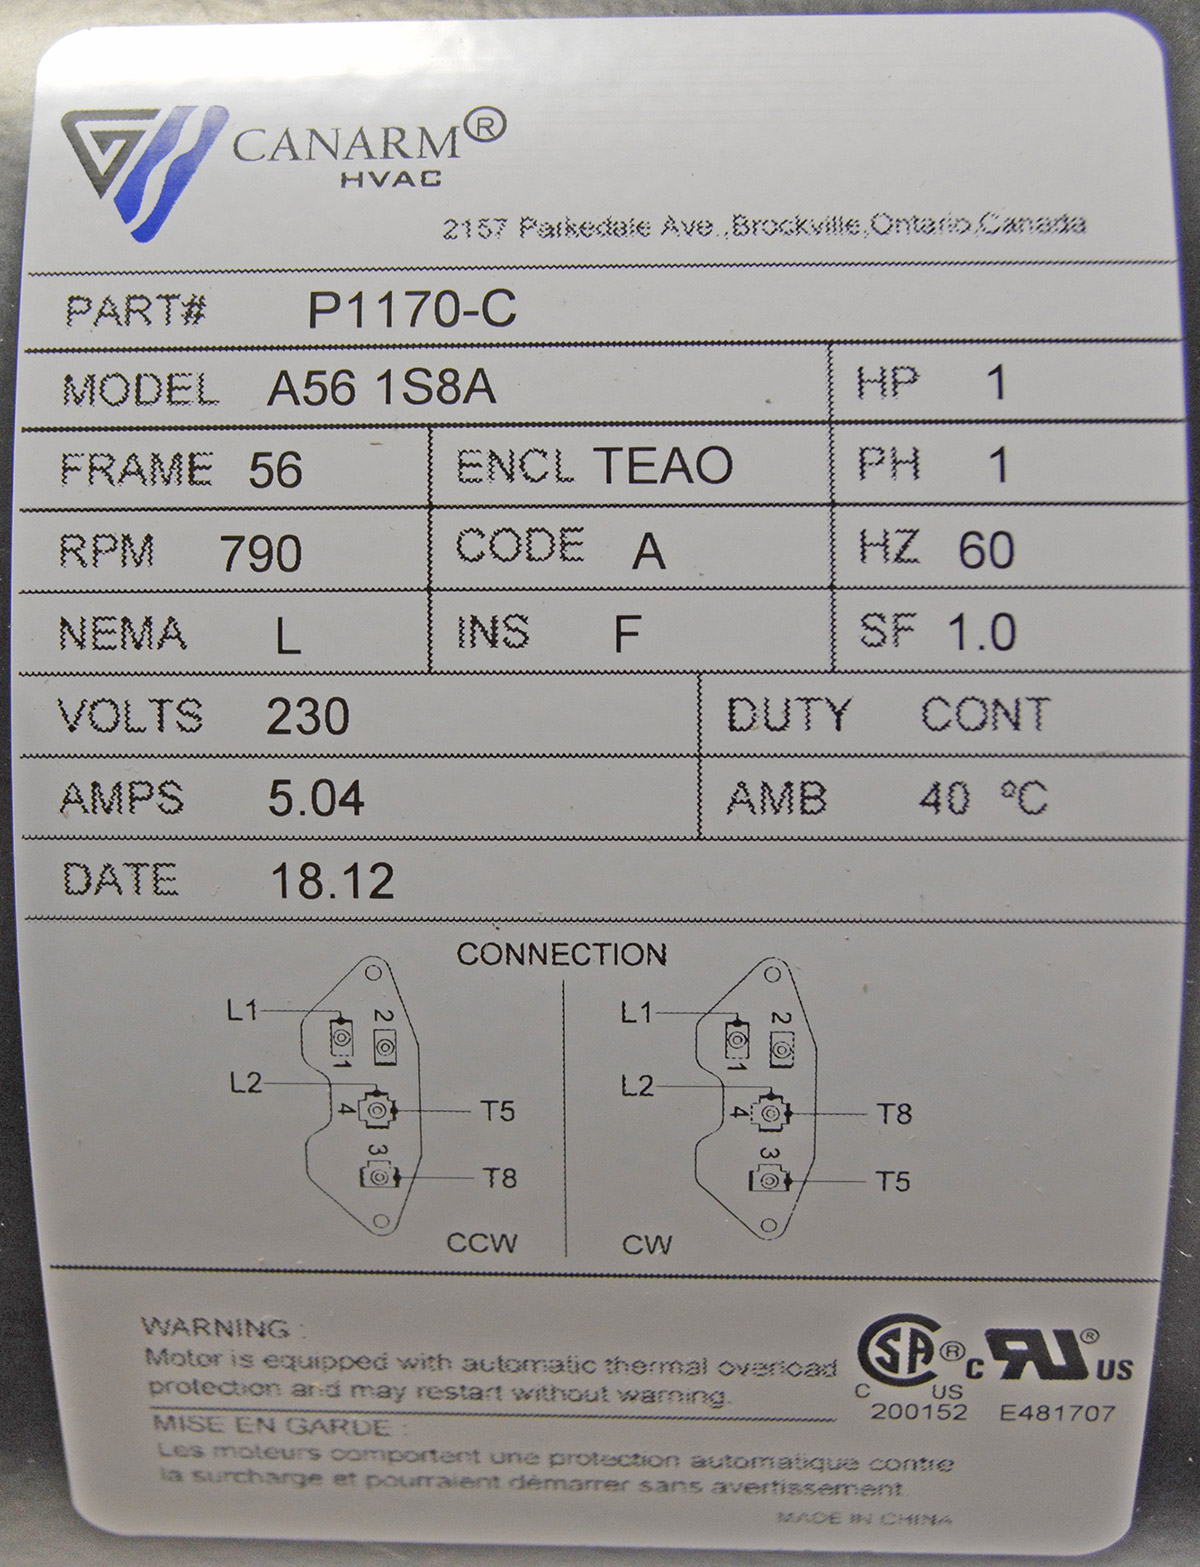 CANARM®
HVAC
2157 Parkedale Ave.,Brockville,Ontario,Canada
PART# P1170-C
MODEL A56 1S8A HP 1
FRAME 56 ENCL TEAO PH 1
RPM 790 CODE A HZ 60
NEMA L INS F SF 1.0
VOLTS 230 DUTY CONT
AMPS 5.04 AMB 40 °C
DATE 18.12
CONNECTION
L1 1 2 L1 1 2
L2 4 T5 L2 4 T8
3 T8 3 T5
CCW CW
WARNING :
Motor is equipped with automatic thermal overload
protection and may restart without warning.
MISE EN GARDE :
Les moteurs comportent une protection automatique contre
la surcharge et pourraient démarrer sans avertissement.
SA® C RU® US
C US
200152 E481707
MADE IN CHINA